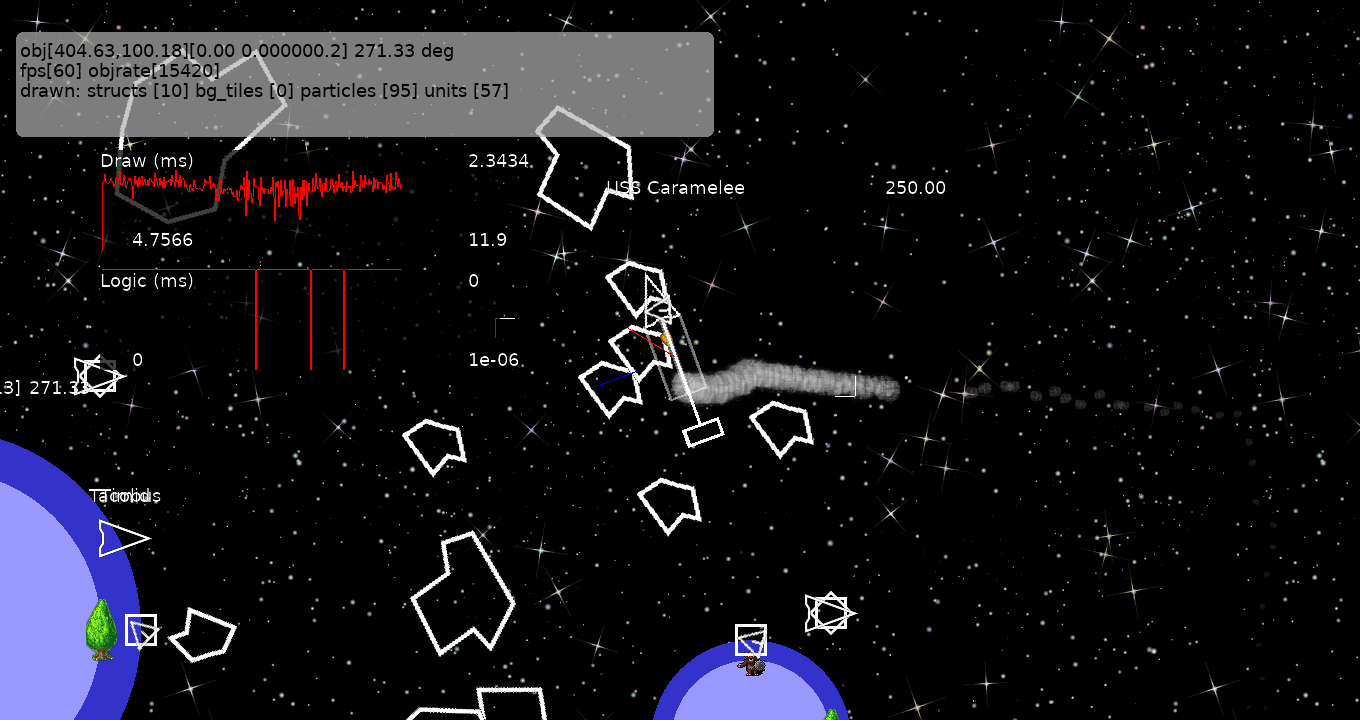 obj[404.63,100.18][0.00 0.000000.2] 271.33 deg
fps[60] objrate[15420]
drawn: structs [10] bg_tiles [0] particles [95] units [57]
Draw (ms) 2.3434
USS Caramelee 250.00
4.7566 11.9
Logic (ms) 0
0 1e-06
.13] 271.33